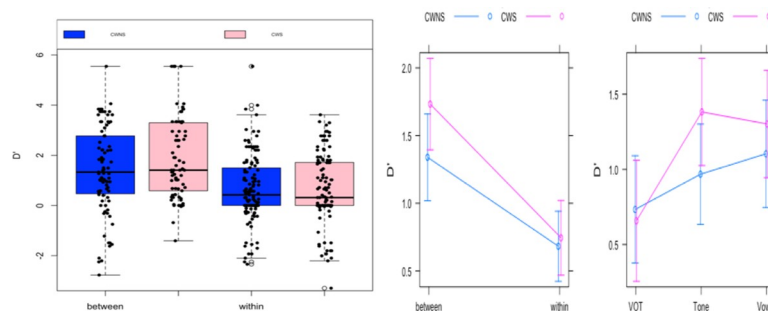 CWNS CWS
6
4
2
0
-2
D'
between within
CWNS CWS
2.0
1.5
1.0
0.5
D'
between within
CWNS CWS
1.5
1.0
0.5
D'
VOT Tone Vow